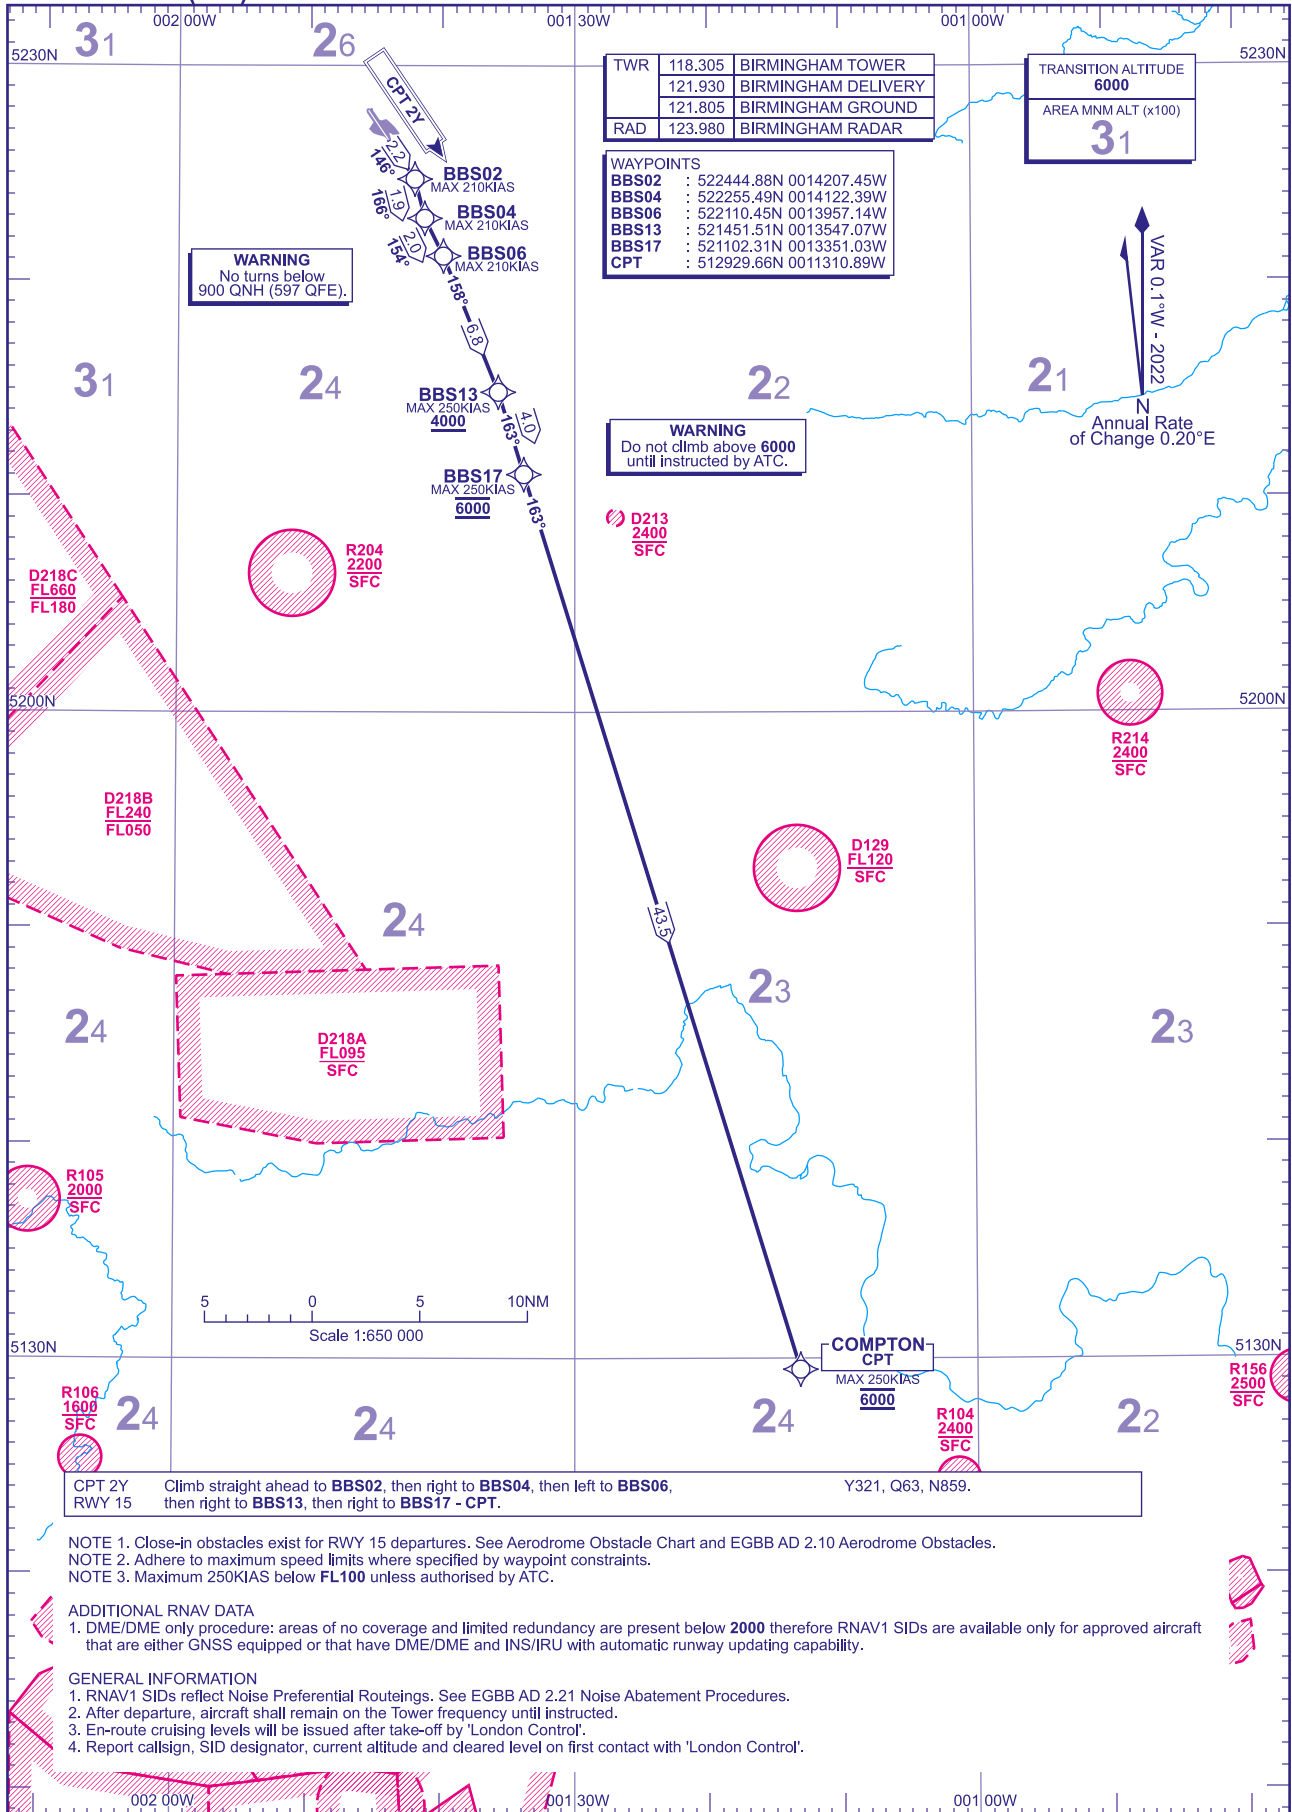 002 00W
001 30W
001 00W
5230N
31
26
5230N
CPT 2Y
TWR 118.305 BIRMINGHAM TOWER
121.930 BIRMINGHAM DELIVERY
121.805 BIRMINGHAM GROUND
RAD 123.980 BIRMINGHAM RADAR
TRANSITION ALTITUDE
6000
AREA MNM ALT (x100)
31
WAYPOINTS
BBS02 : 522444.88N 0014207.45W
BBS04 : 522255.49N 0014122.39W
BBS06 : 522110.45N 0013957.14W
BBS13 : 521451.51N 0013547.07W
BBS17 : 521102.31N 0013351.03W
CPT : 512929.66N 0011310.89W
2.2
146°
BBS02
MAX 210KIAS
1.9
166°
BBS04
MAX 210KIAS
2.0
154°
BBS06
MAX 210KIAS
158°
6.8
WARNING
No turns below
900 QNH (597 QFE).
VAR 0.1°W - 2022
N
Annual Rate
of Change 0.20°E
31
24
22
21
BBS13
MAX 250KIAS
4000
163°
4.0
WARNING
Do not climb above 6000
until instructed by ATC.
BBS17
MAX 250KIAS
6000
163°
D213
2400
SFC
R204
2200
SFC
D218C
FL660
FL180
5200N
5200N
R214
2400
SFC
D218B
FL240
FL050
D129
FL120
SFC
24
43.5
23
24
23
D218A
FL095
SFC
R105
2000
SFC
5 0 5 10NM
Scale 1:650 000
5130N
5130N
COMPTON
CPT
MAX 250KIAS
6000
R156
2500
SFC
R106
1600
SFC
24
24
24
R104
2400
SFC
22
CPT 2Y Climb straight ahead to BBS02, then right to BBS04, then left to BBS06, Y321, Q63, N859.
RWY 15 then right to BBS13, then right to BBS17 - CPT.
NOTE 1. Close-in obstacles exist for RWY 15 departures. See Aerodrome Obstacle Chart and EGBB AD 2.10 Aerodrome Obstacles.
NOTE 2. Adhere to maximum speed limits where specified by waypoint constraints.
NOTE 3. Maximum 250KIAS below FL100 unless authorised by ATC.
ADDITIONAL RNAV DATA
1. DME/DME only procedure: areas of no coverage and limited redundancy are present below 2000 therefore RNAV1 SIDs are available only for approved aircraft
that are either GNSS equipped or that have DME/DME and INS/IRU with automatic runway updating capability.
GENERAL INFORMATION
1. RNAV1 SIDs reflect Noise Preferential Routeings. See EGBB AD 2.21 Noise Abatement Procedures.
2. After departure, aircraft shall remain on the Tower frequency until instructed.
3. En-route cruising levels will be issued after take-off by 'London Control'.
4. Report callsign, SID designator, current altitude and cleared level on first contact with 'London Control'.
002 00W
001 30W
001 00W